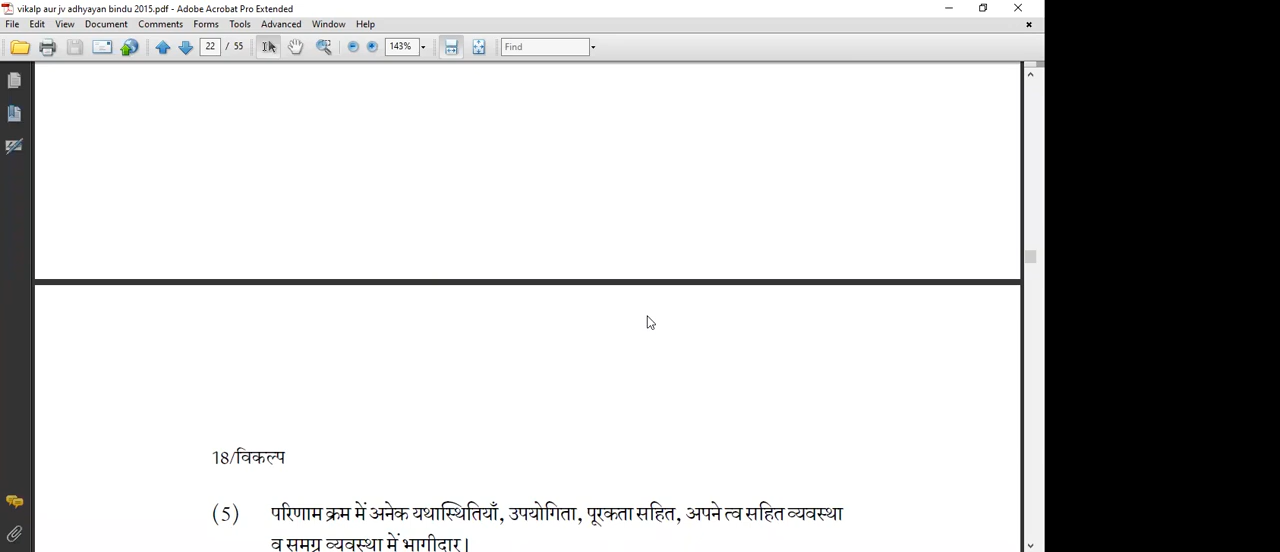 vikalp aur jv adhyayan bindu 2015.pdf - Adobe Acrobat Pro Extended
File Edit View Document Comments Forms Tools Advanced Window Help
22 / 55 143% Find
18/विकल्प
(5) परिणाम क्रम में अनेक यथास्थितियाँ, उपयोगिता, पूरकता सहित, अपने त्व सहित व्यवस्था
व समग्र व्यवस्था में भागीदार।